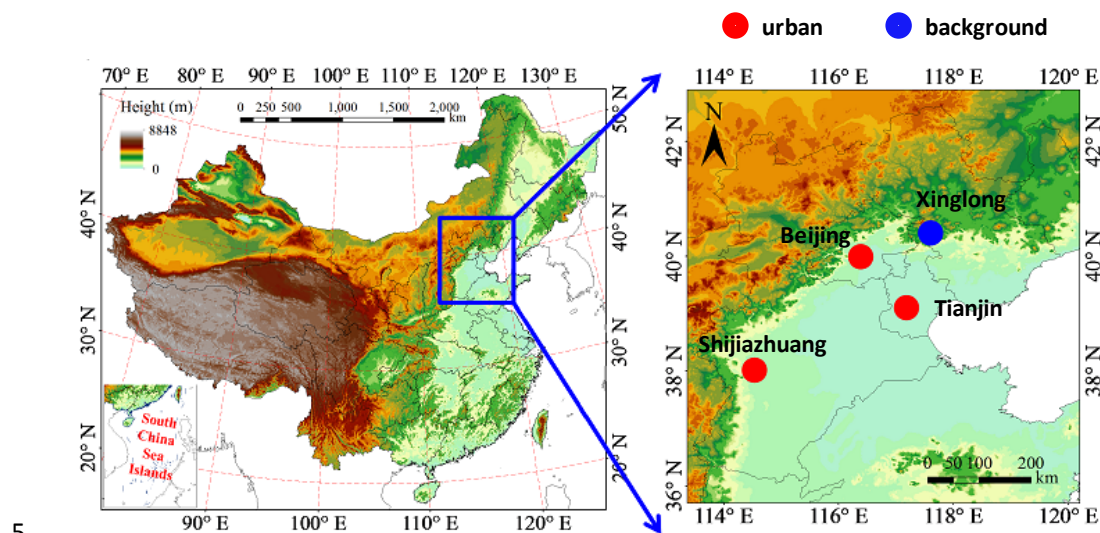 urban background
70° E 80° E 90° E 100° E 110° E 120° E 130° E
114° E 116° E 118° E 120° E
Height (m)
8848
0
0 250 500 1,000 1,500 2,000
km
50° N
40° N
30° N
20° N
40° N
30° N
20° N
South
China
Sea
Islands
90° E 100° E 110° E 120° E
N
42° N
40° N
38° N
36° N
Xinglong
Beijing
Tianjin
Shijiazhuang
42° N
40° N
38° N
36° N
0 50 100 200
km
114° E 116° E 118° E 120° E
5